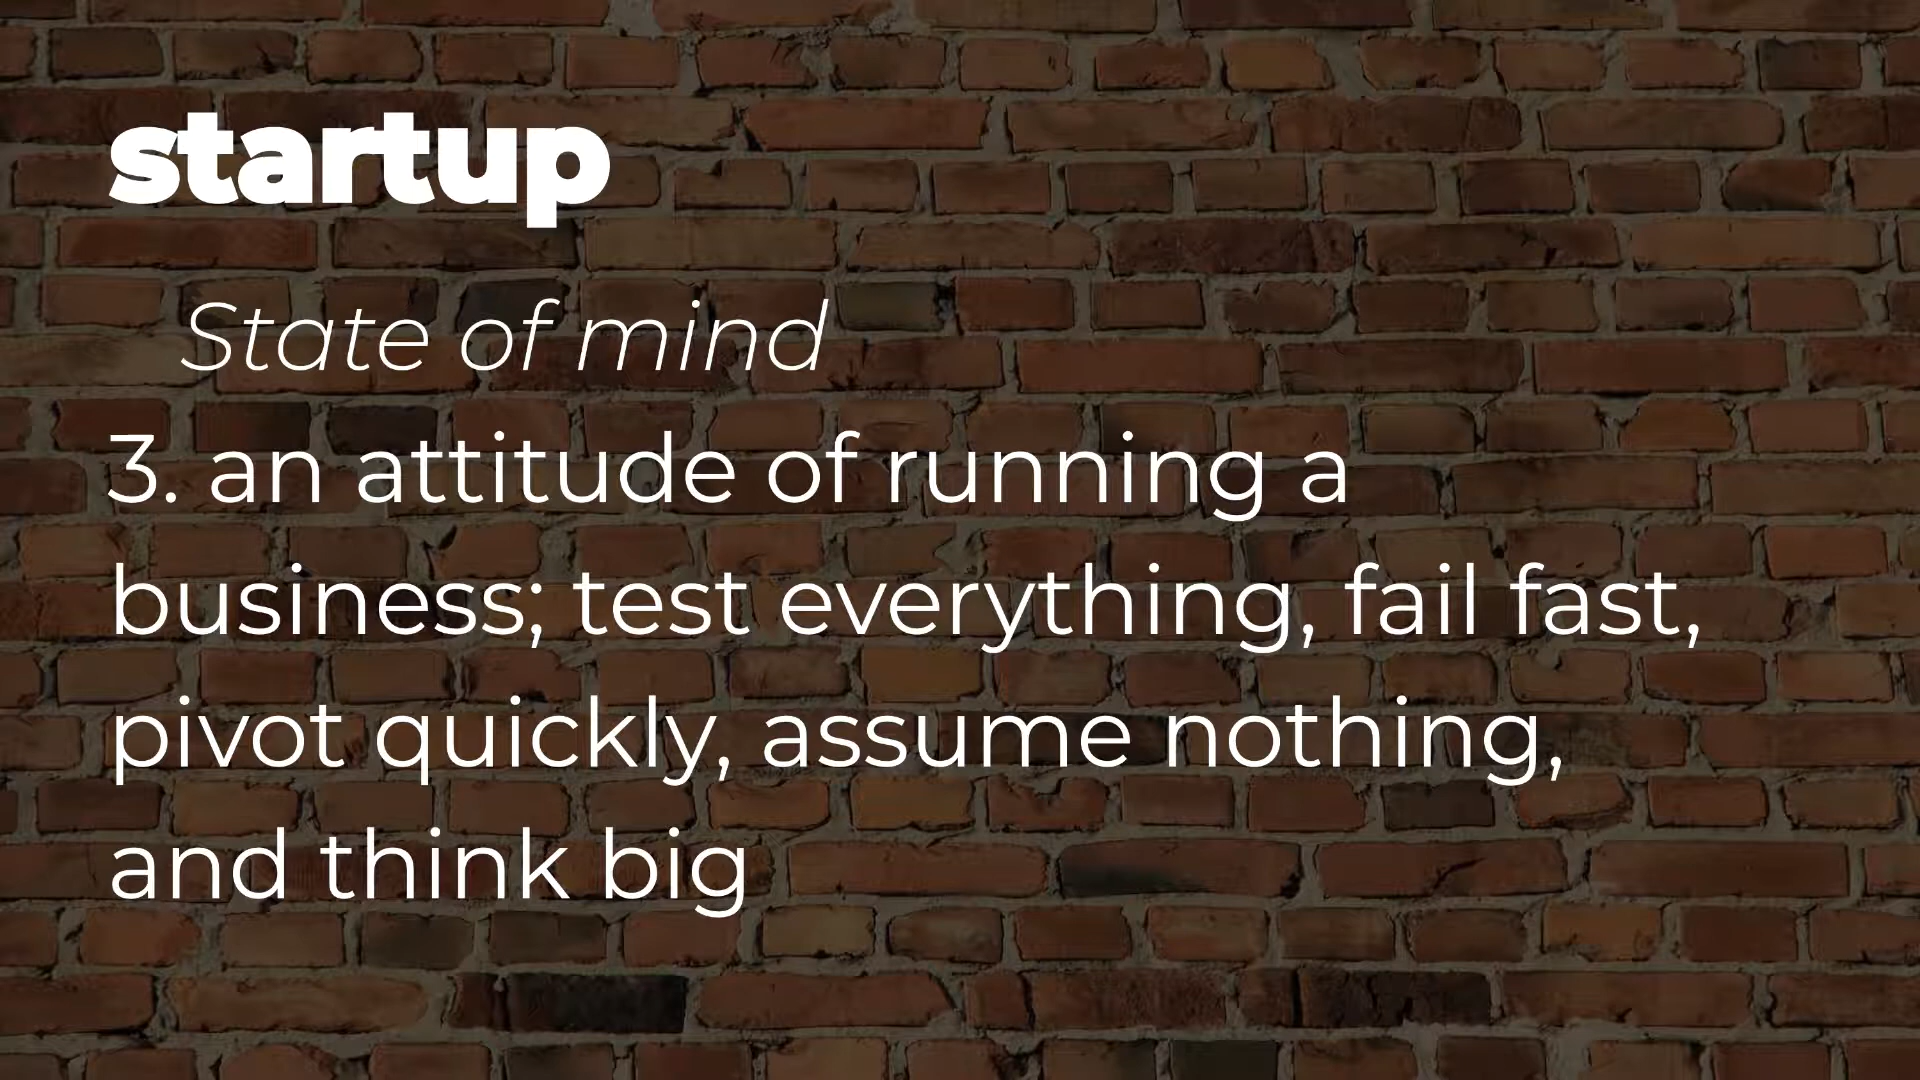 startup
State of mind
3. an attitude of running a
business; test everything, fail fast,
pivot quickly, assume nothing,
and think big